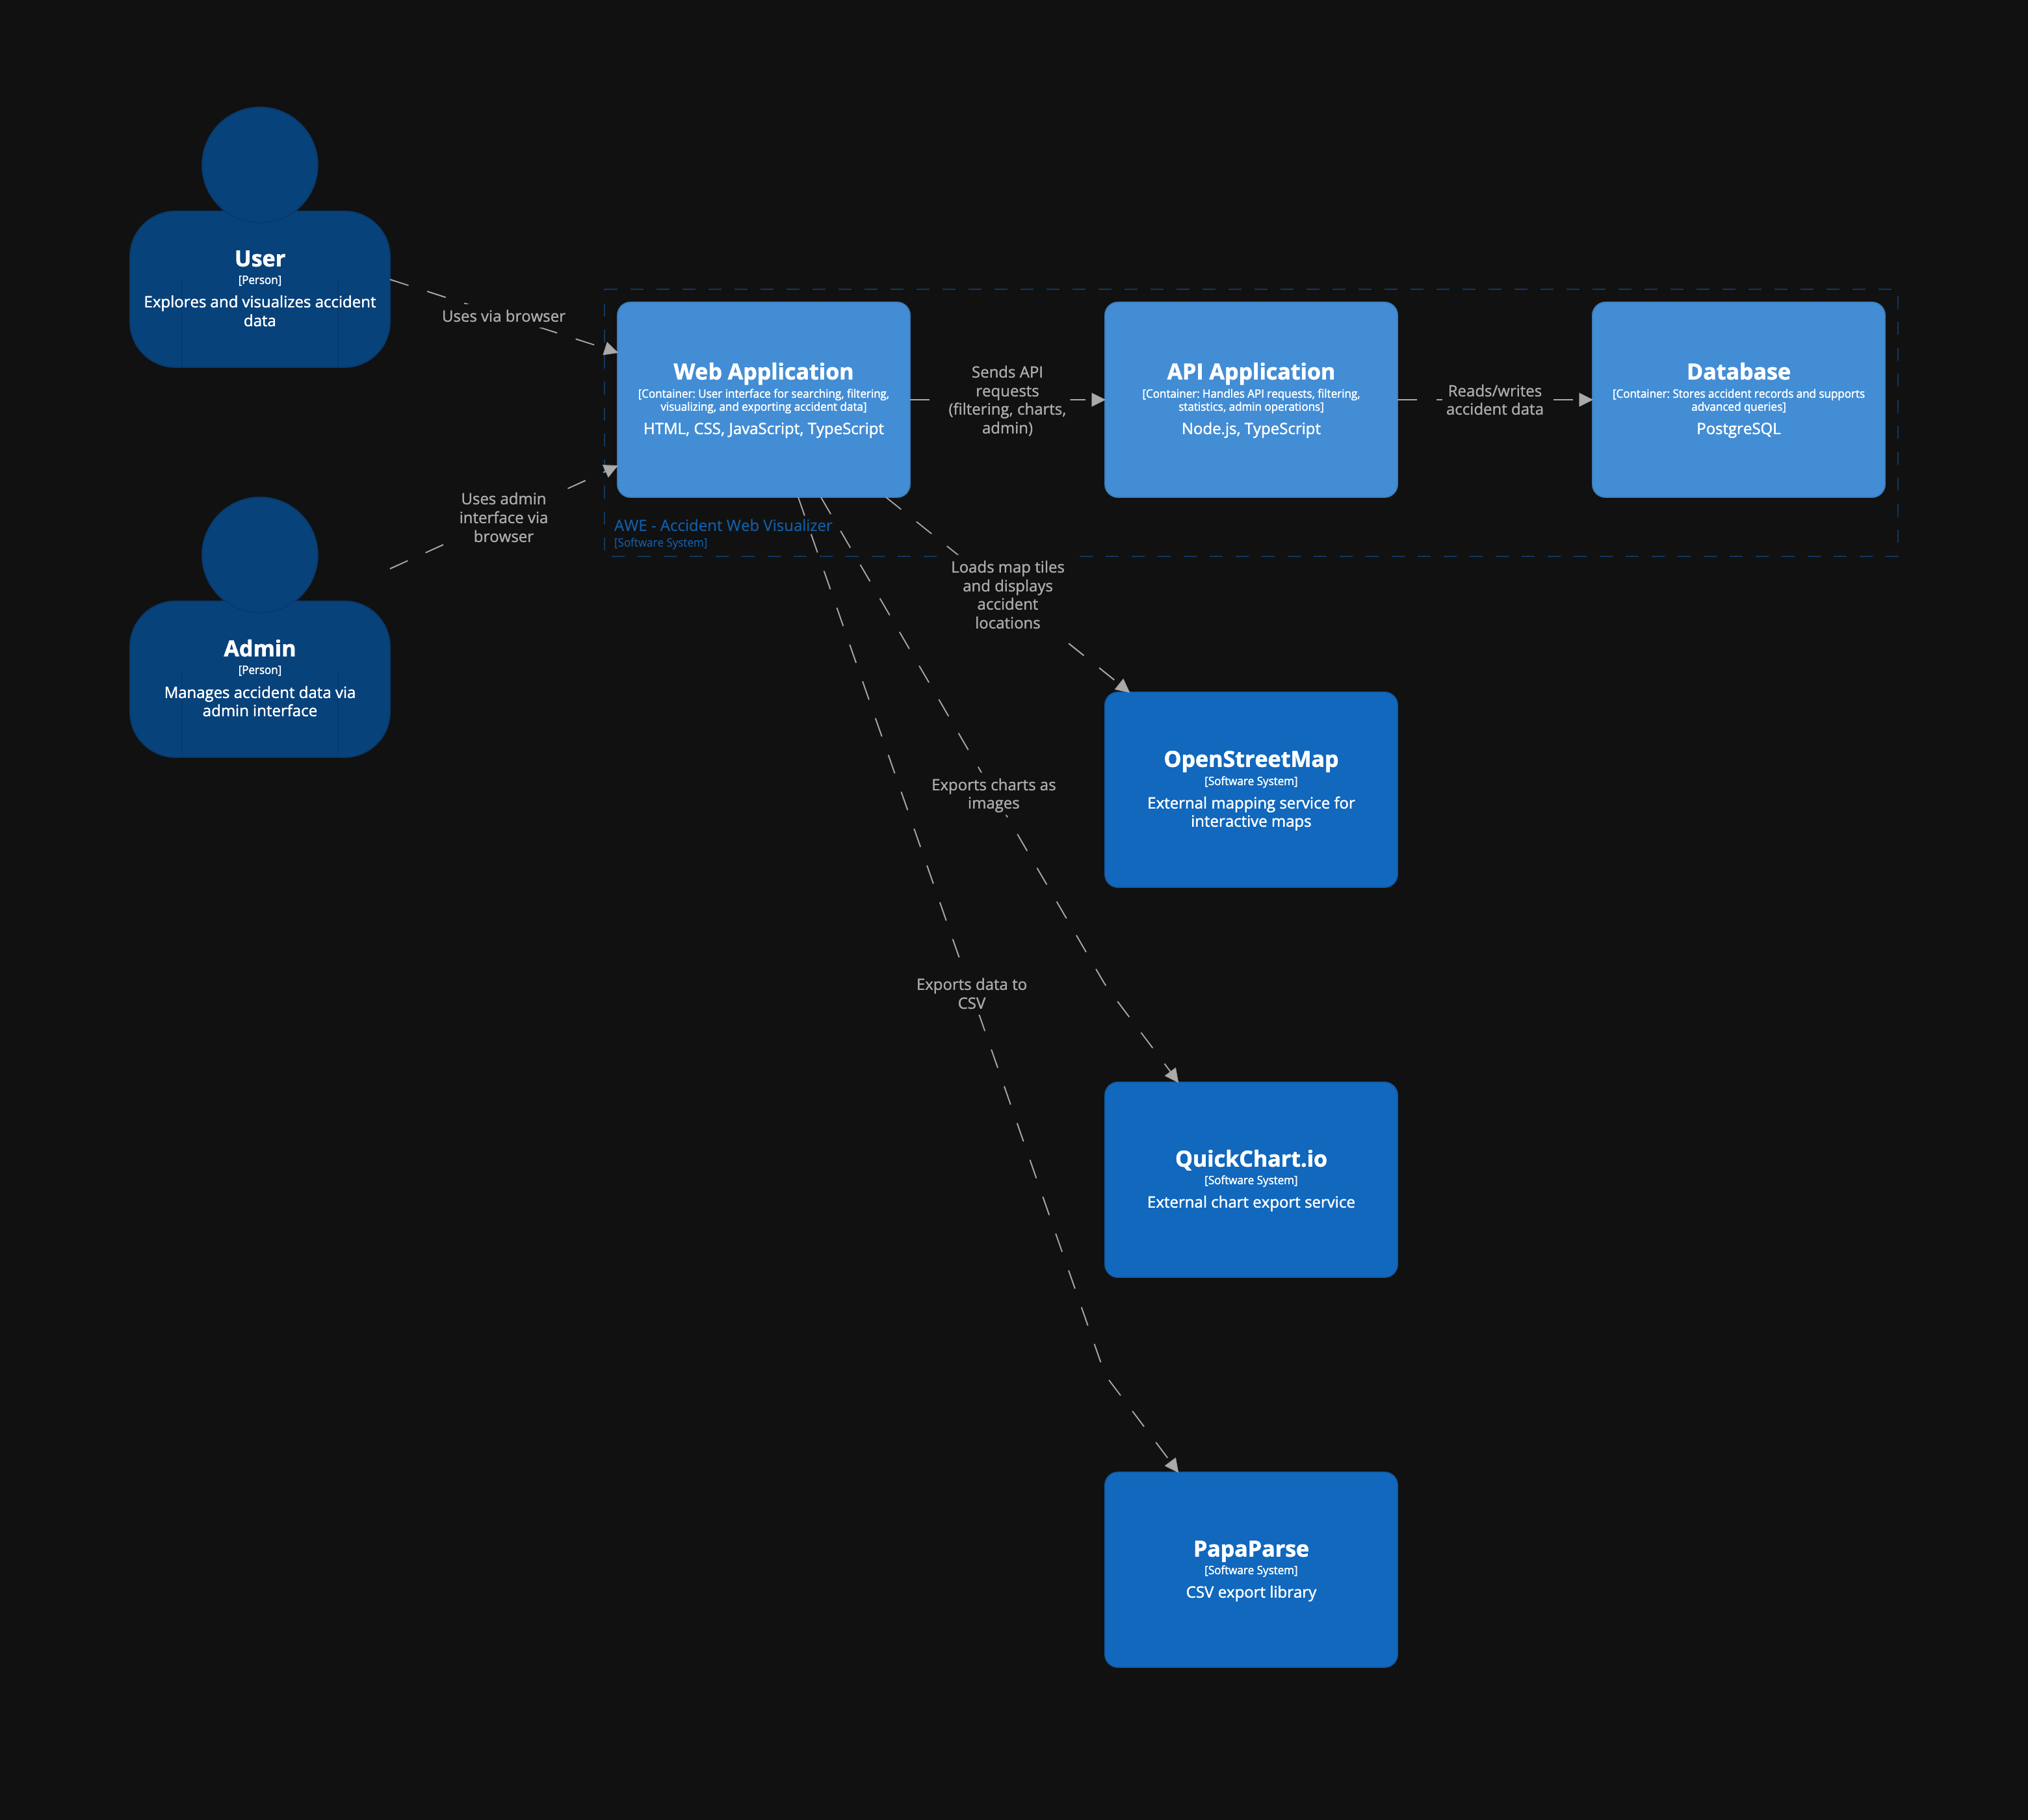 User
[Person]
Explores and visualizes accident
data
Uses via browser
Web Application
[Container: User interface for searching, filtering,
visualizing, and exporting accident data]
HTML, CSS, JavaScript, TypeScript
Sends API
requests
(filtering, charts,
admin)
API Application
[Container: Handles API requests, filtering,
statistics, admin operations]
Node.js, TypeScript
Reads/writes
accident data
Database
[Container: Stores accident records and supports
advanced queries]
PostgreSQL
AWE - Accident Web Visualizer
[Software System]
Uses admin
interface via
browser
Admin
[Person]
Manages accident data via
admin interface
Loads map tiles
and displays
accident
locations
OpenStreetMap
[Software System]
External mapping service for
interactive maps
Exports charts as
images
QuickChart.io
[Software System]
External chart export service
Exports data to
CSV
PapaParse
[Software System]
CSV export library